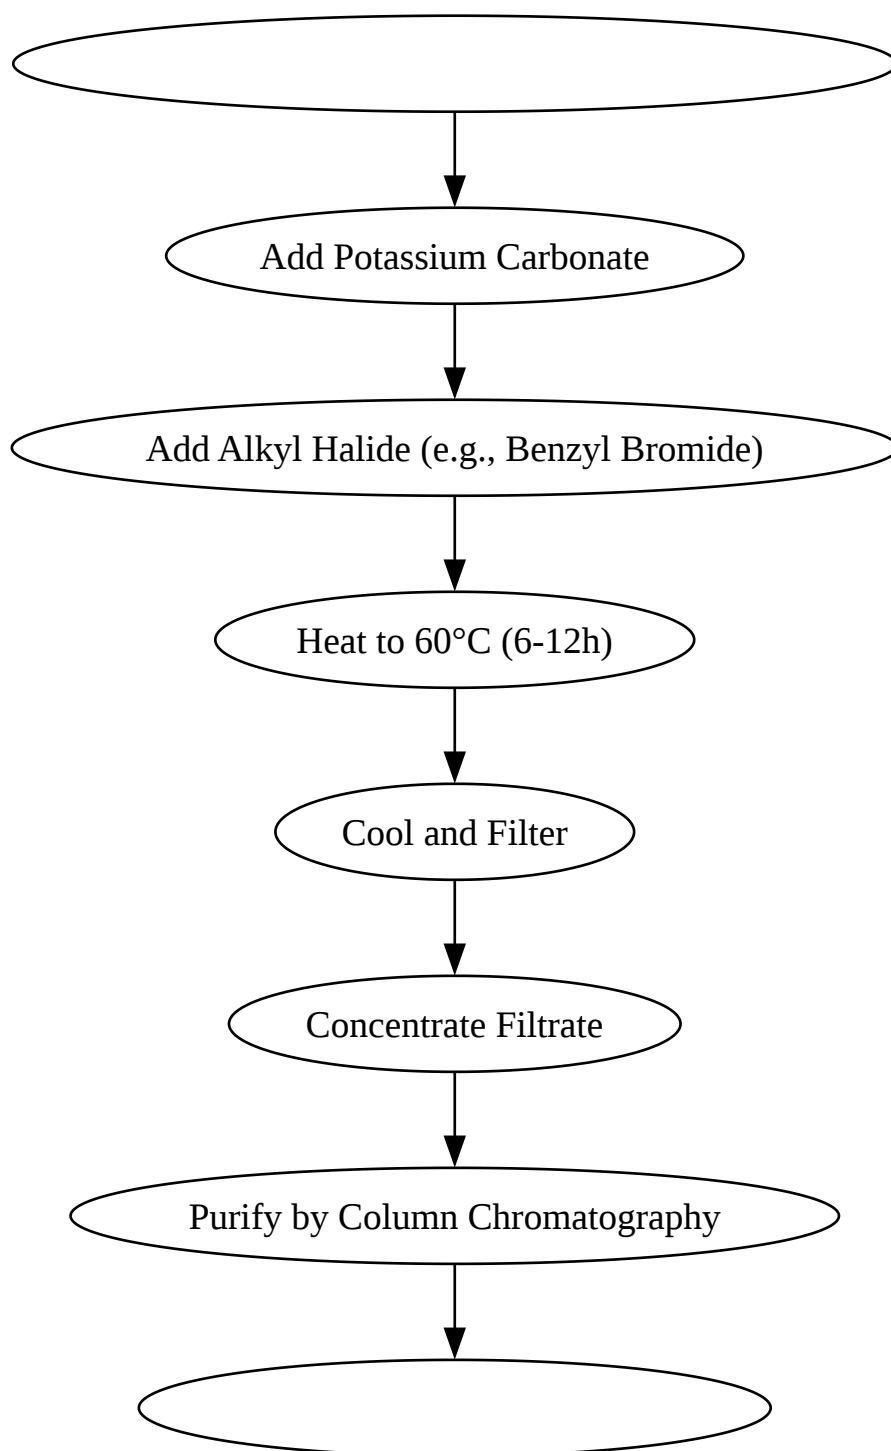 Add Potassium Carbonate
Add Alkyl Halide (e.g., Benzyl Bromide)
Heat to 60°C (6-12h)
Cool and Filter
Concentrate Filtrate
Purify by Column Chromatography